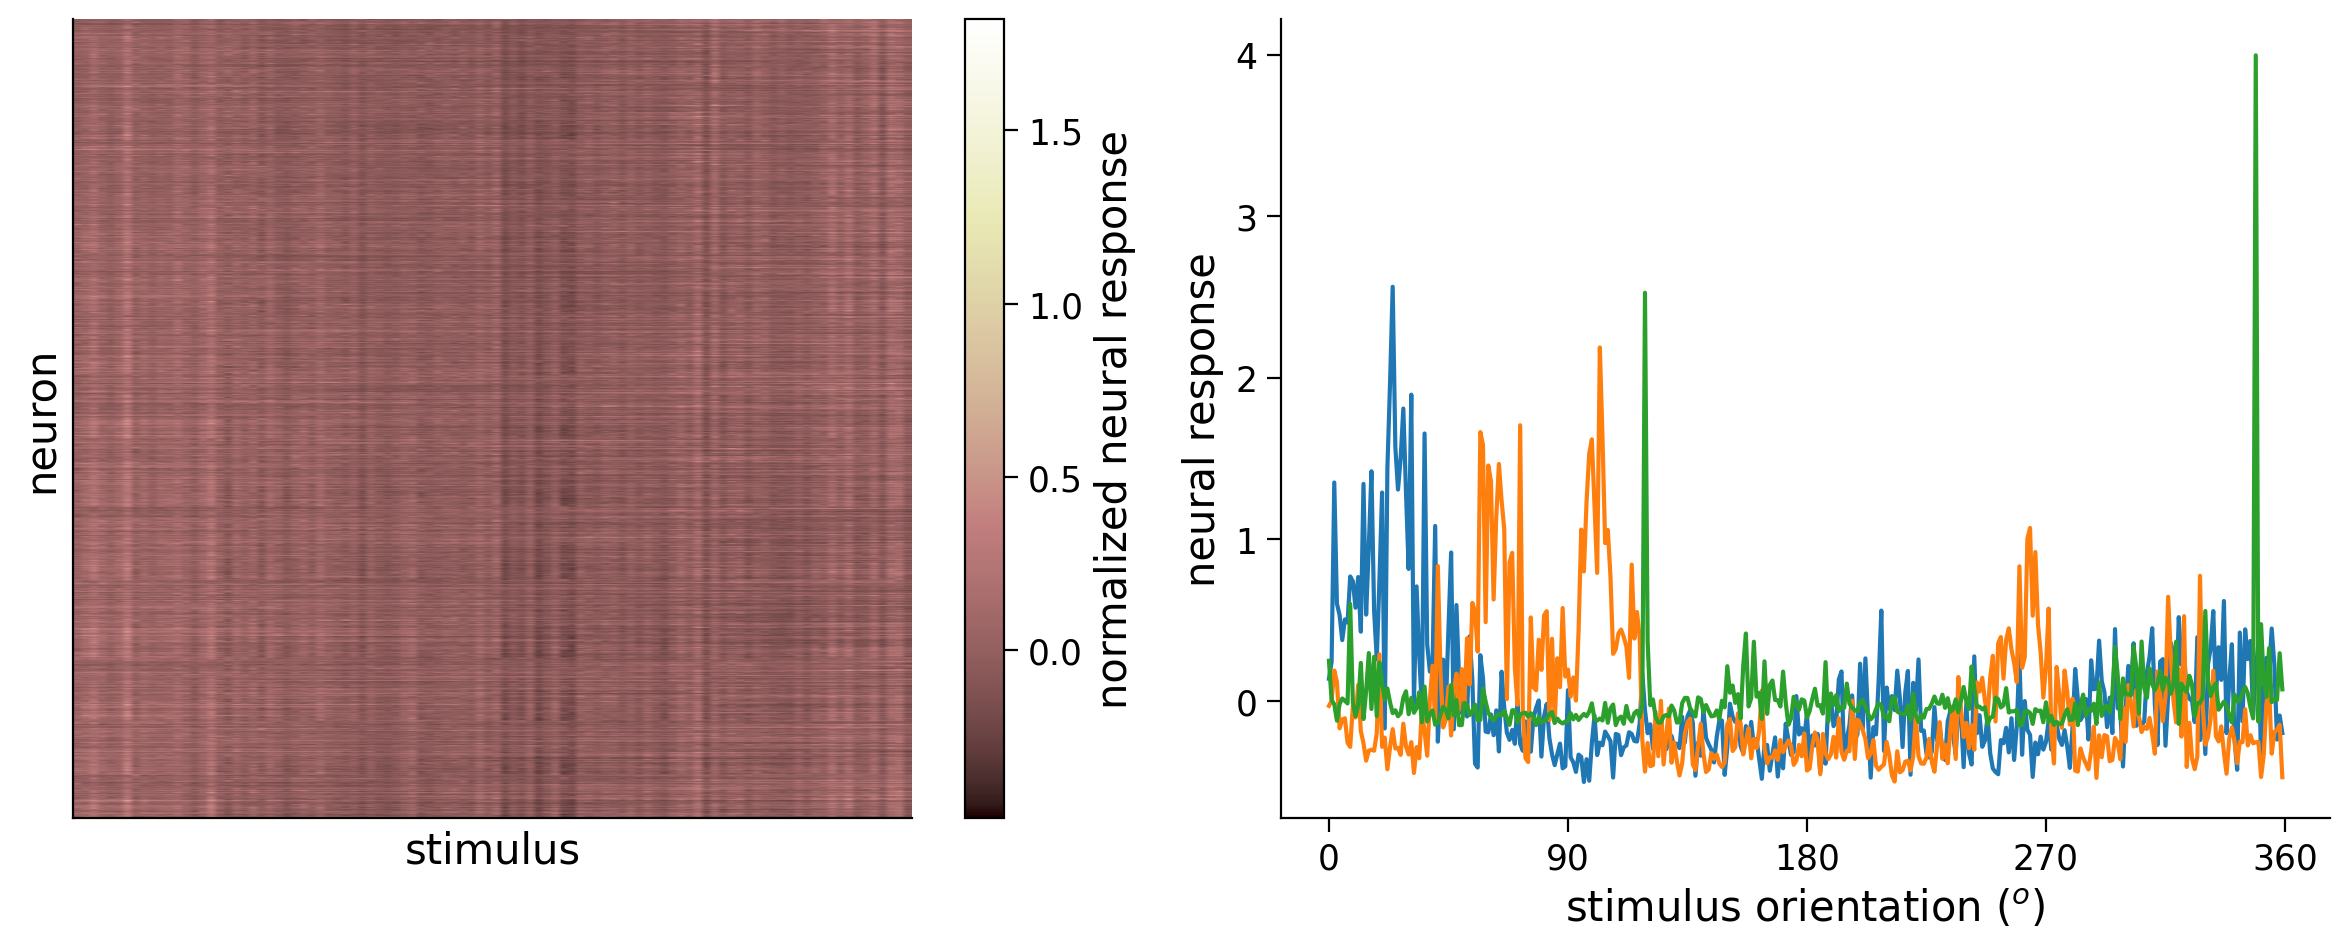 neuron
stimulus
1.5
1.0
0.5
0.0
normalized neural response
4
3
2
1
0
neural response
0 90 180 270 360
stimulus orientation (o)